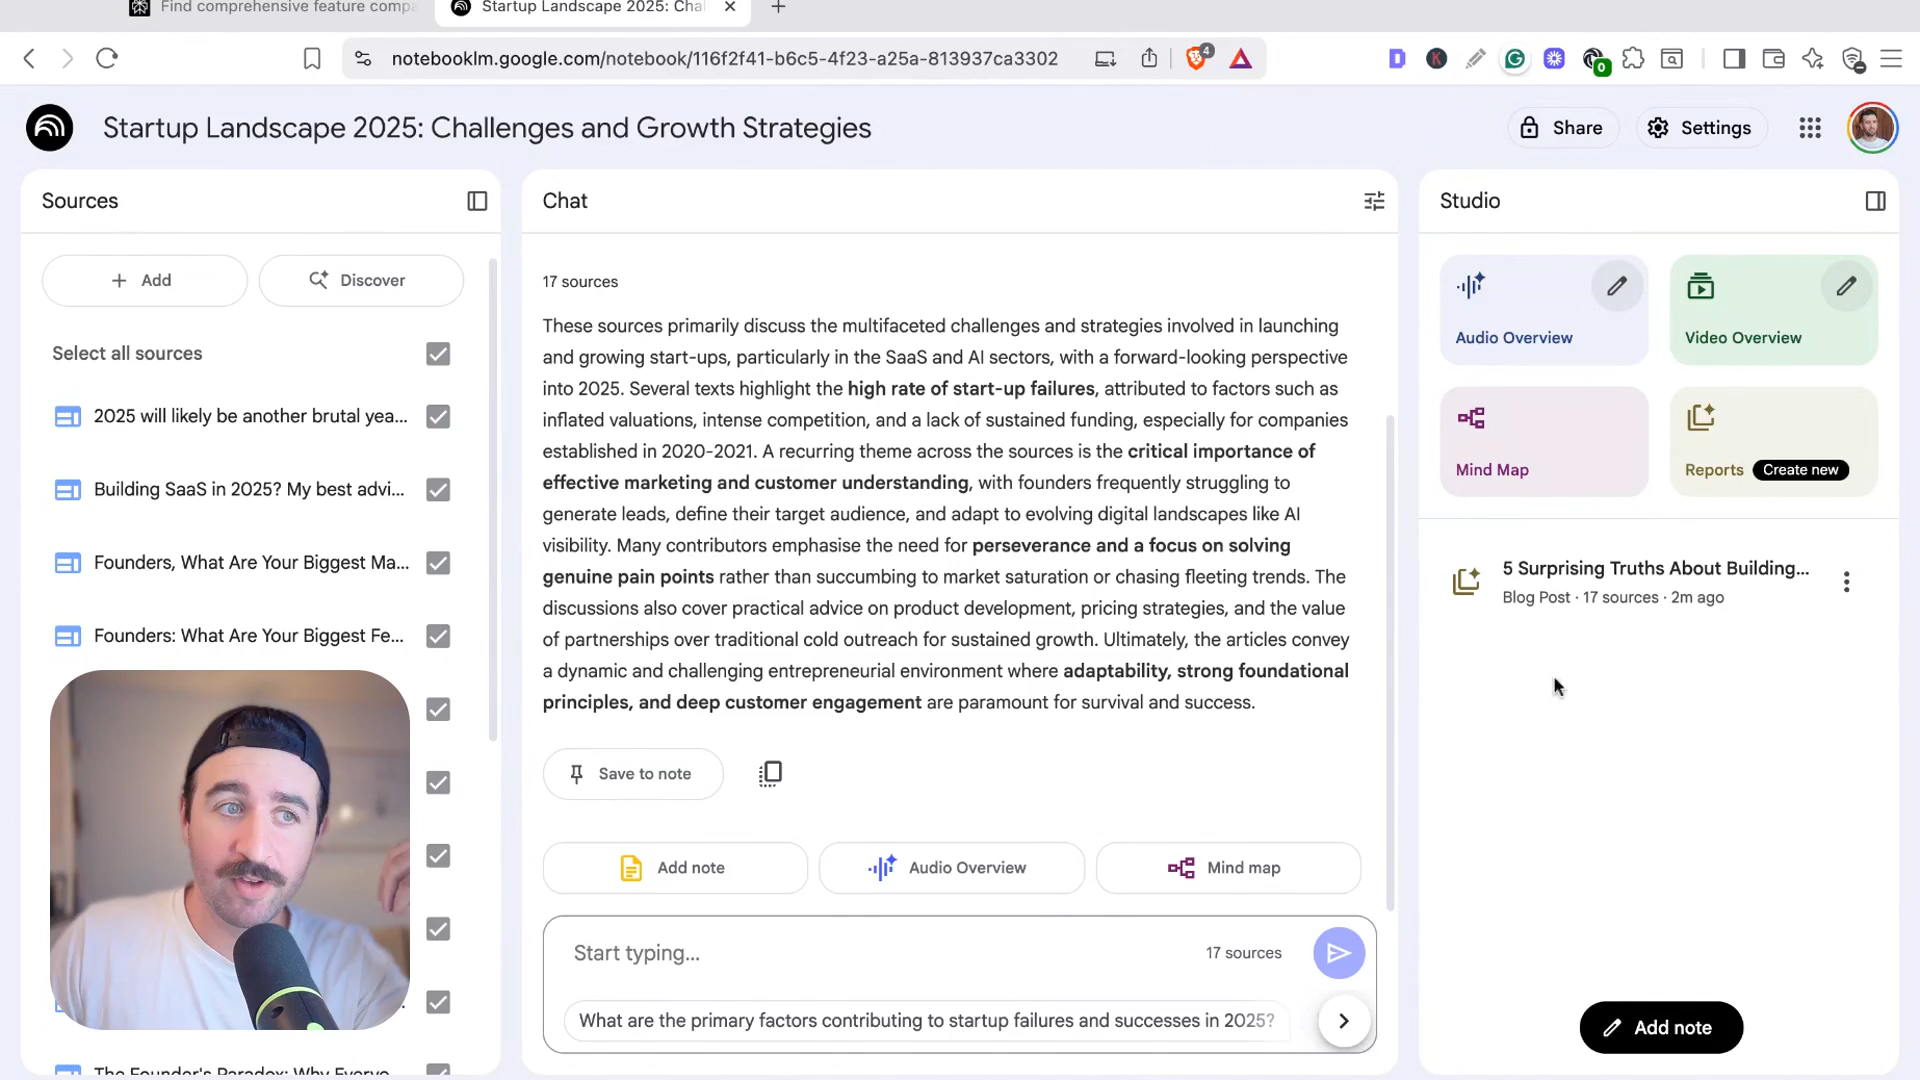 Find comprehensive feature compa
Startup Landscape 2025: Chal
notebooklm.google.com/notebook/116f2f41-b6c5-4f23-a25a-813937ca3302
4
D
K
0
Startup Landscape 2025: Challenges and Growth Strategies
Share
Settings
Sources
Add
Discover
Select all sources
2025 will likely be another brutal yea...
Building SaaS in 2025? My best advi...
Founders, What Are Your Biggest Ma...
Founders: What Are Your Biggest Fe...
The Founder's Paradox: Why Everyo
Chat
17 sources
These sources primarily discuss the multifaceted challenges and strategies involved in launching
and growing start-ups, particularly in the SaaS and AI sectors, with a forward-looking perspective
into 2025. Several texts highlight the high rate of start-up failures, attributed to factors such as
inflated valuations, intense competition, and a lack of sustained funding, especially for companies
established in 2020-2021. A recurring theme across the sources is the critical importance of
effective marketing and customer understanding, with founders frequently struggling to
generate leads, define their target audience, and adapt to evolving digital landscapes like AI
visibility. Many contributors emphasise the need for perseverance and a focus on solving
genuine pain points rather than succumbing to market saturation or chasing fleeting trends. The
discussions also cover practical advice on product development, pricing strategies, and the value
of partnerships over traditional cold outreach for sustained growth. Ultimately, the articles convey
a dynamic and challenging entrepreneurial environment where adaptability, strong foundational
principles, and deep customer engagement are paramount for survival and success.
Save to note
Add note
Audio Overview
Mind map
Start typing...
17 sources
What are the primary factors contributing to startup failures and successes in 2025?
Studio
Audio Overview
Video Overview
Mind Map
Reports
Create new
5 Surprising Truths About Building...
Blog Post · 17 sources · 2m ago
Add note